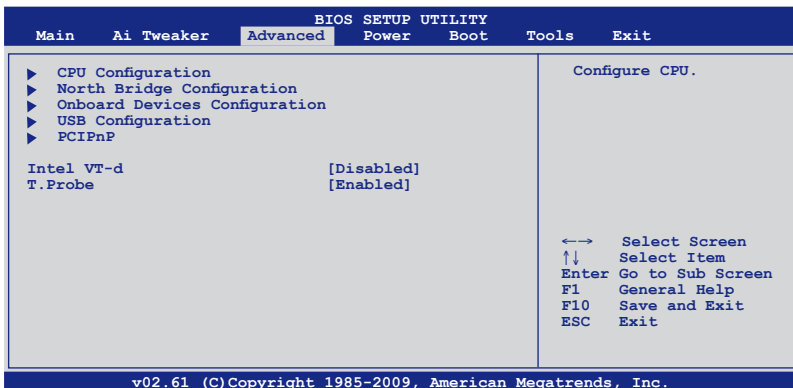 BIOS SETUP UTILITY
Main Ai Tweaker Advanced Power Boot Tools Exit
CPU Configuration
North Bridge Configuration
Onboard Devices Configuration
USB Configuration
PCIPnP
Intel VT-d [Disabled]
T.Probe [Enabled]
Configure CPU.
←→ Select Screen
↑↓ Select Item
Enter Go to Sub Screen
F1 General Help
F10 Save and Exit
ESC Exit
v02.61 (C)Copyright 1985-2009, American Megatrends, Inc.